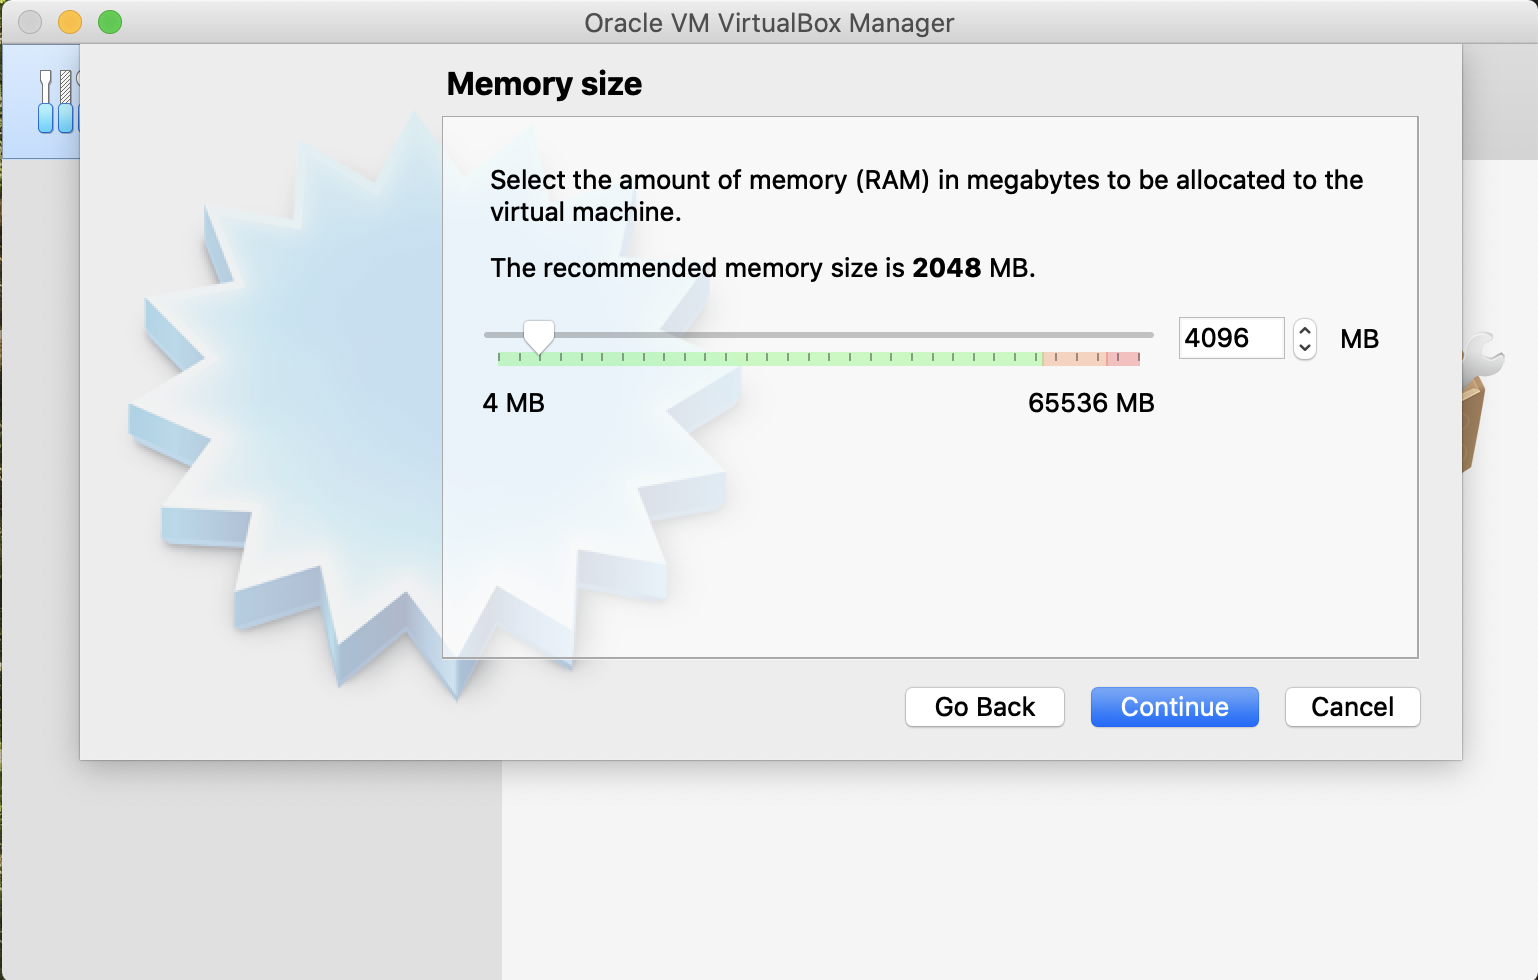 Oracle VM VirtualBox Manager
Memory size
Select the amount of memory (RAM) in megabytes to be allocated to the
virtual machine.
The recommended memory size is 2048 MB.
4096 MB
4 MB 65536 MB
Go Back Continue Cancel